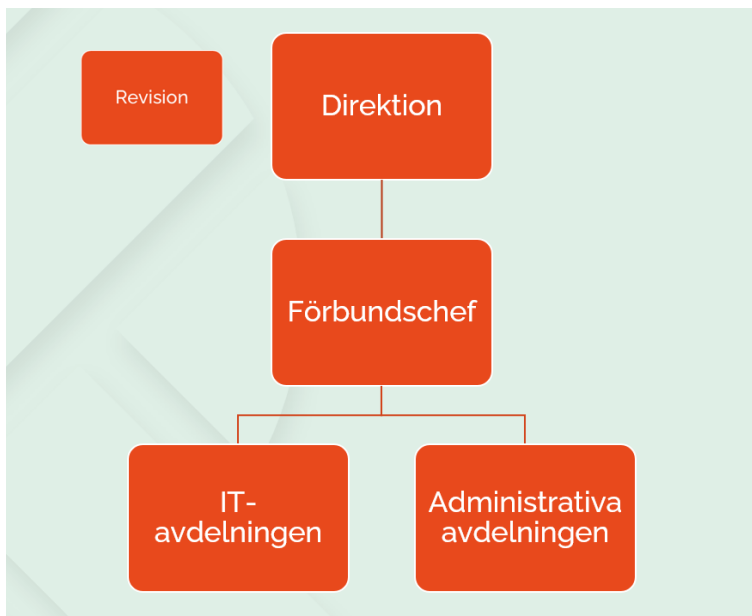 Revision
Direktion
Förbundschef
IT-
avdelningen
Administrativa
avdelningen